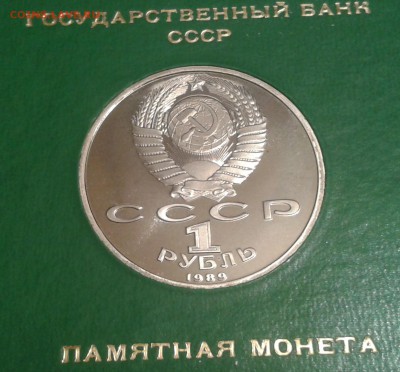 ГОСУДАРСТВЕННЫЙ БАНК
СССР
СССР
1
РУБЛЬ
1989
ПАМЯТНАЯ МОНЕТА